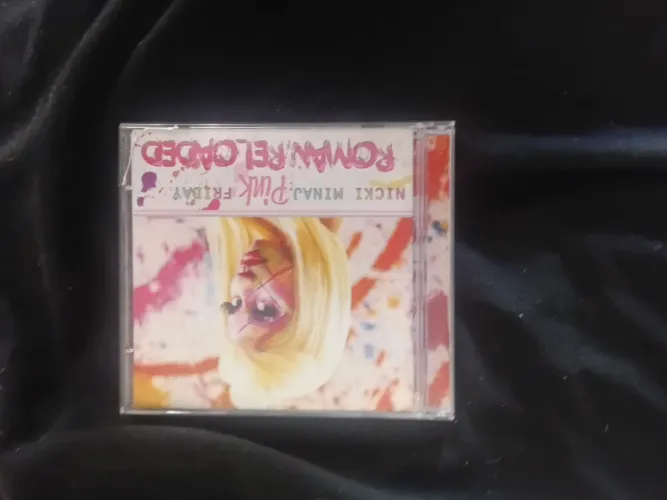 NICKI MINAJ Pink FRIDAY
ROMAN RELOADED